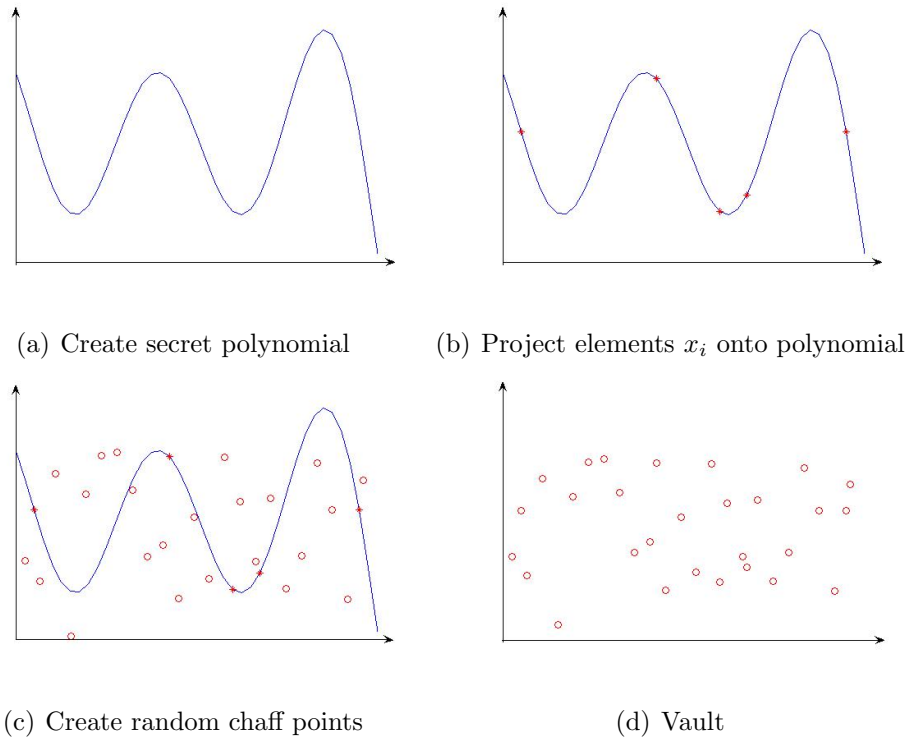 (a) Create secret polynomial
(b) Project elements x_i onto polynomial
(c) Create random chaff points
(d) Vault